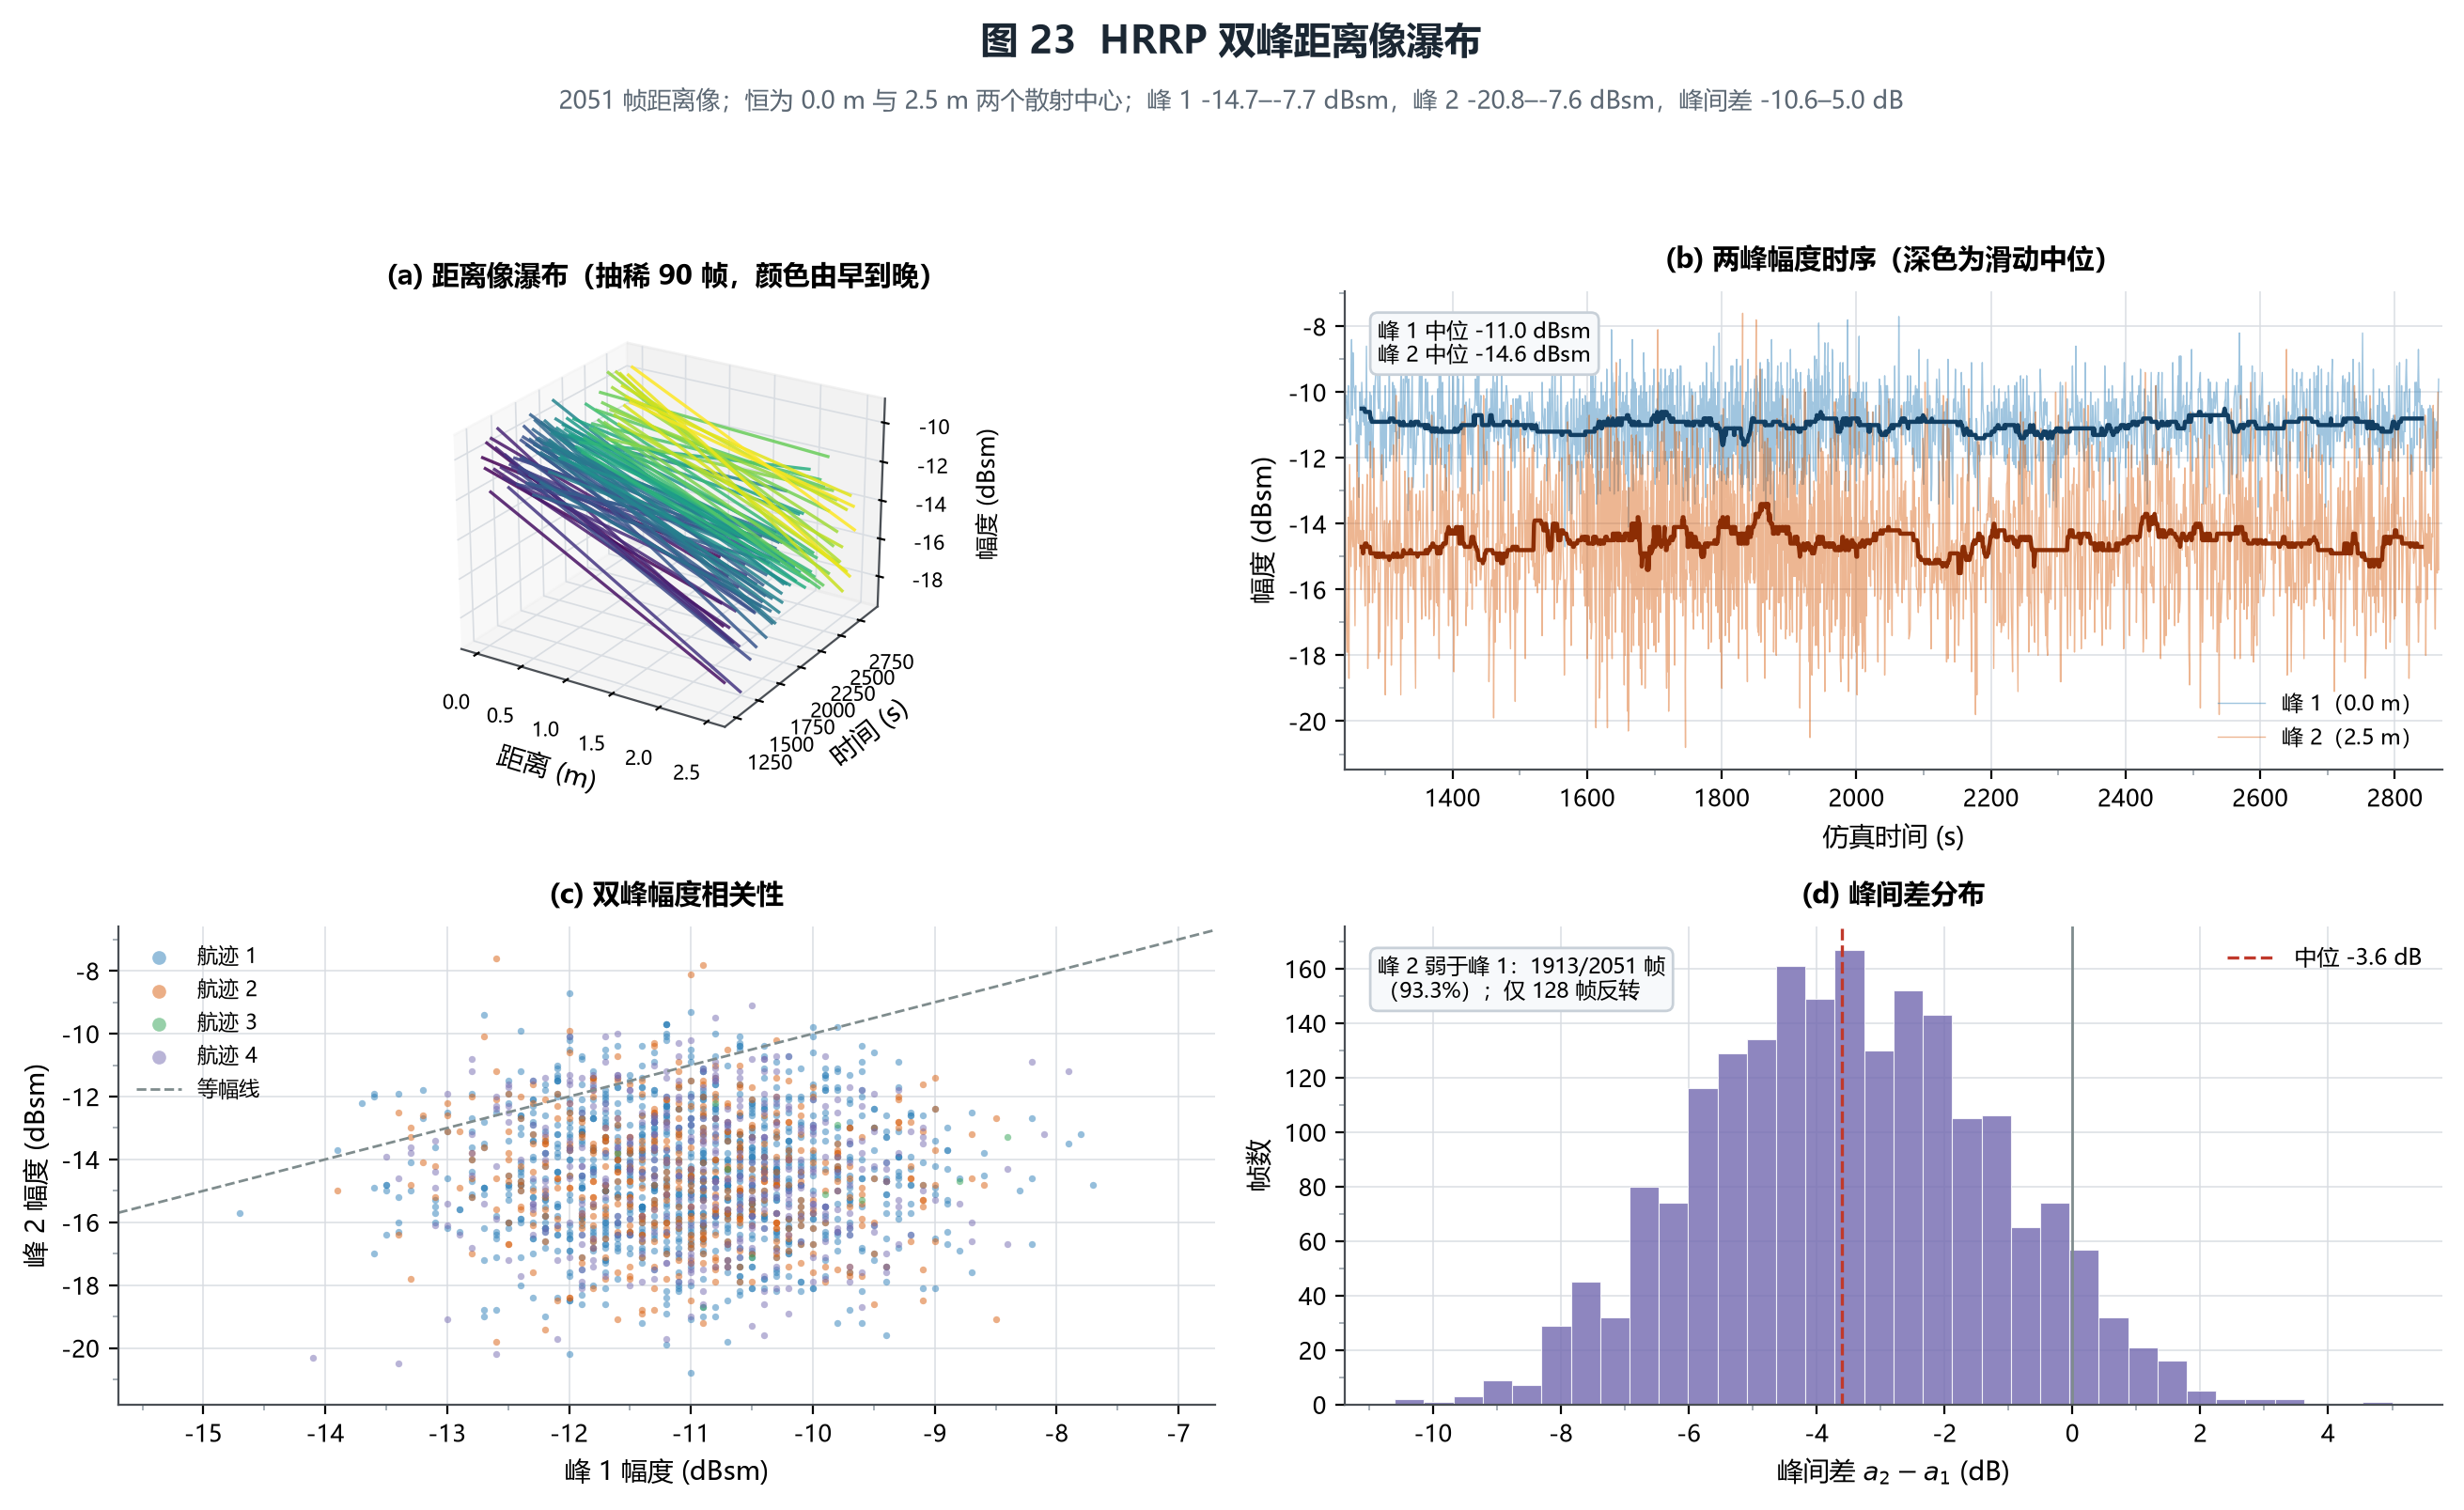 图 23 HRRP 双峰距离像瀑布
2051 帧距离像；恒为 0.0 m 与 2.5 m 两个散射中心；峰 1 -14.7–-7.7 dBsm，峰 2 -20.8–-7.6 dBsm，峰间差 -10.6–5.0 dB
(a) 距离像瀑布（抽稀 90 帧，颜色由早到晚）
-10
-12
-14
-16
-18
幅度 (dBsm)
0.0
0.5
1.0
1.5
2.0
2.5
距离 (m)
1250
1500
1750
2000
2250
2500
2750
时间 (s)
(b) 两峰幅度时序（深色为滑动中位）
峰 1 中位 -11.0 dBsm
峰 2 中位 -14.6 dBsm
-8
-10
-12
-14
-16
-18
-20
幅度 (dBsm)
峰 1（0.0 m）
峰 2（2.5 m）
1400 1600 1800 2000 2200 2400 2600 2800
仿真时间 (s)
(c) 双峰幅度相关性
航迹 1
航迹 2
航迹 3
航迹 4
等幅线
-8
-10
-12
-14
-16
-18
-20
峰 2 幅度 (dBsm)
-15 -14 -13 -12 -11 -10 -9 -8 -7
峰 1 幅度 (dBsm)
(d) 峰间差分布
峰 2 弱于峰 1：1913/2051 帧
（93.3%）；仅 128 帧反转
中位 -3.6 dB
160
140
120
100
80
60
40
20
0
帧数
-10 -8 -6 -4 -2 0 2 4
峰间差 a₂ − a₁ (dB)